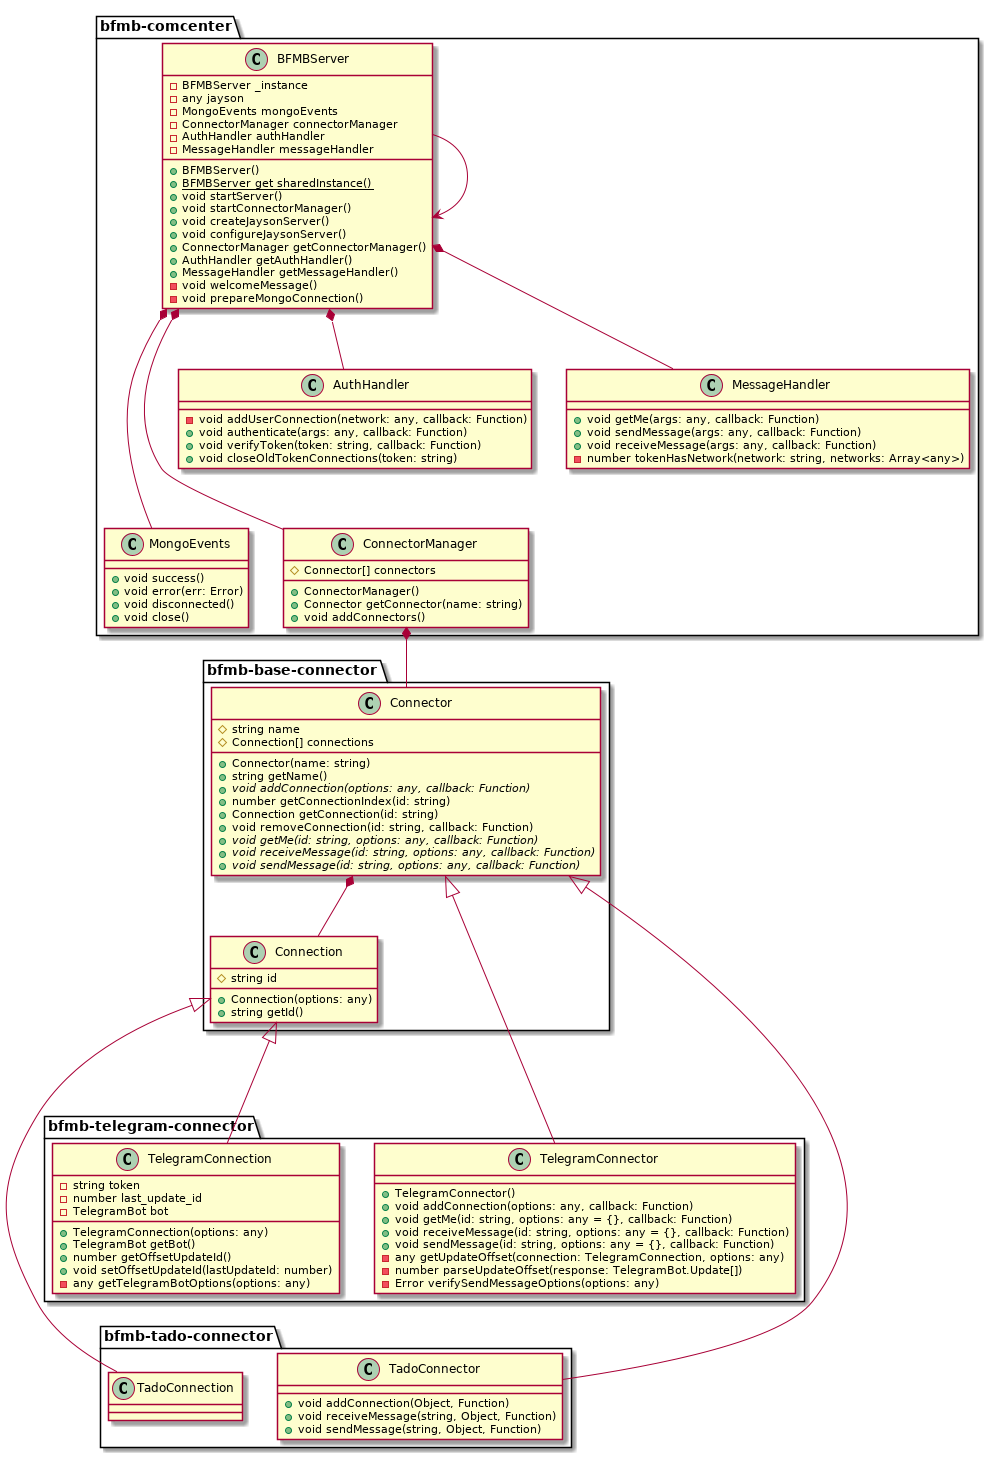 bfmb-comcenter
C BFMBServer
BFMBServer _instance
any jayson
MongoEvents mongoEvents
ConnectorManager connectorManager
AuthHandler authHandler
MessageHandler messageHandler
BFMBServer()
BFMBServer get sharedInstance()
void startServer()
void startConnectorManager()
void createJaysonServer()
void configureJaysonServer()
ConnectorManager getConnectorManager()
AuthHandler getAuthHandler()
MessageHandler getMessageHandler()
void welcomeMessage()
void prepareMongoConnection()
C AuthHandler
void addUserConnection(network: any, callback: Function)
void authenticate(args: any, callback: Function)
void verifyToken(token: string, callback: Function)
void closeOldTokenConnections(token: string)
C MessageHandler
void getMe(args: any, callback: Function)
void sendMessage(args: any, callback: Function)
void receiveMessage(args: any, callback: Function)
number tokenHasNetwork(network: string, networks: Array<any>)
C MongoEvents
void success()
void error(err: Error)
void disconnected()
void close()
C ConnectorManager
Connector[] connectors
ConnectorManager()
Connector getConnector(name: string)
void addConnectors()
bfmb-base-connector
C Connector
string name
Connection[] connections
Connector(name: string)
string getName()
void addConnection(options: any, callback: Function)
number getConnectionIndex(id: string)
Connection getConnection(id: string)
void removeConnection(id: string, callback: Function)
void getMe(id: string, options: any, callback: Function)
void receiveMessage(id: string, options: any, callback: Function)
void sendMessage(id: string, options: any, callback: Function)
C Connection
string id
Connection(options: any)
string getId()
bfmb-telegram-connector
C TelegramConnection
string token
number last_update_id
TelegramBot bot
TelegramConnection(options: any)
TelegramBot getBot()
number getOffsetUpdateId()
void setOffsetUpdateId(lastUpdateId: number)
any getTelegramBotOptions(options: any)
C TelegramConnector
TelegramConnector()
void addConnection(options: any, callback: Function)
void getMe(id: string, options: any = {}, callback: Function)
void receiveMessage(id: string, options: any = {}, callback: Function)
void sendMessage(id: string, options: any = {}, callback: Function)
any getUpdateOffset(connection: TelegramConnection, options: any)
number parseUpdateOffset(response: TelegramBot.Update[])
Error verifySendMessageOptions(options: any)
bfmb-tado-connector
C TadoConnection
C TadoConnector
void addConnection(Object, Function)
void receiveMessage(string, Object, Function)
void sendMessage(string, Object, Function)